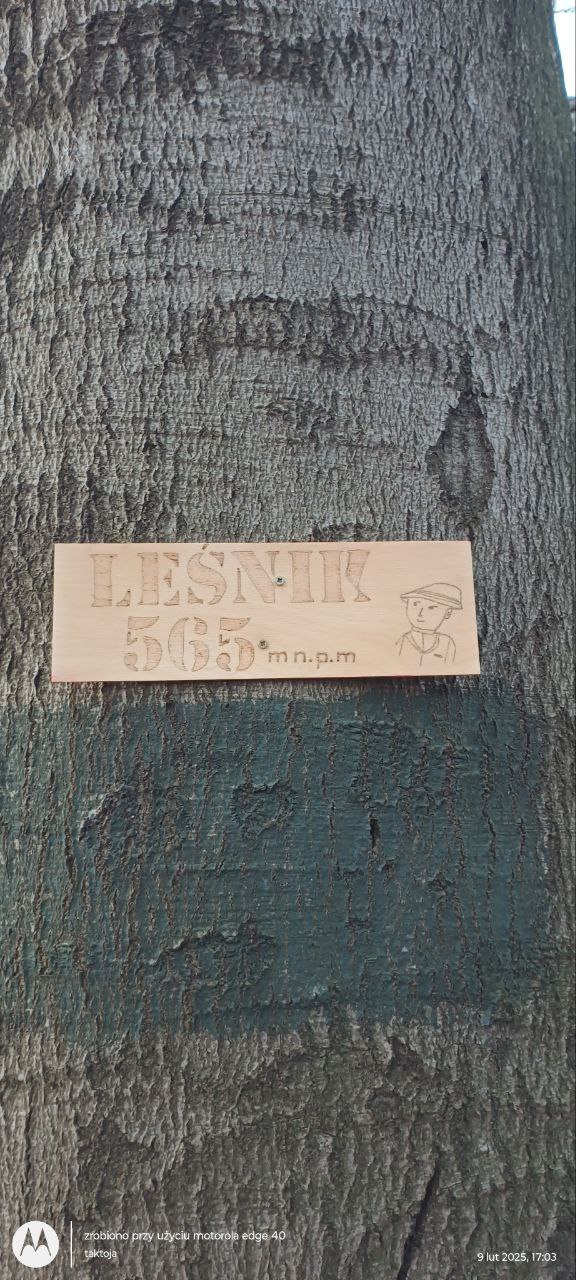 LEŚNIK
565 m n.p.m
zrobiono przy użyciu motorola edge 40
taktoja
9 lut 2025, 17:03